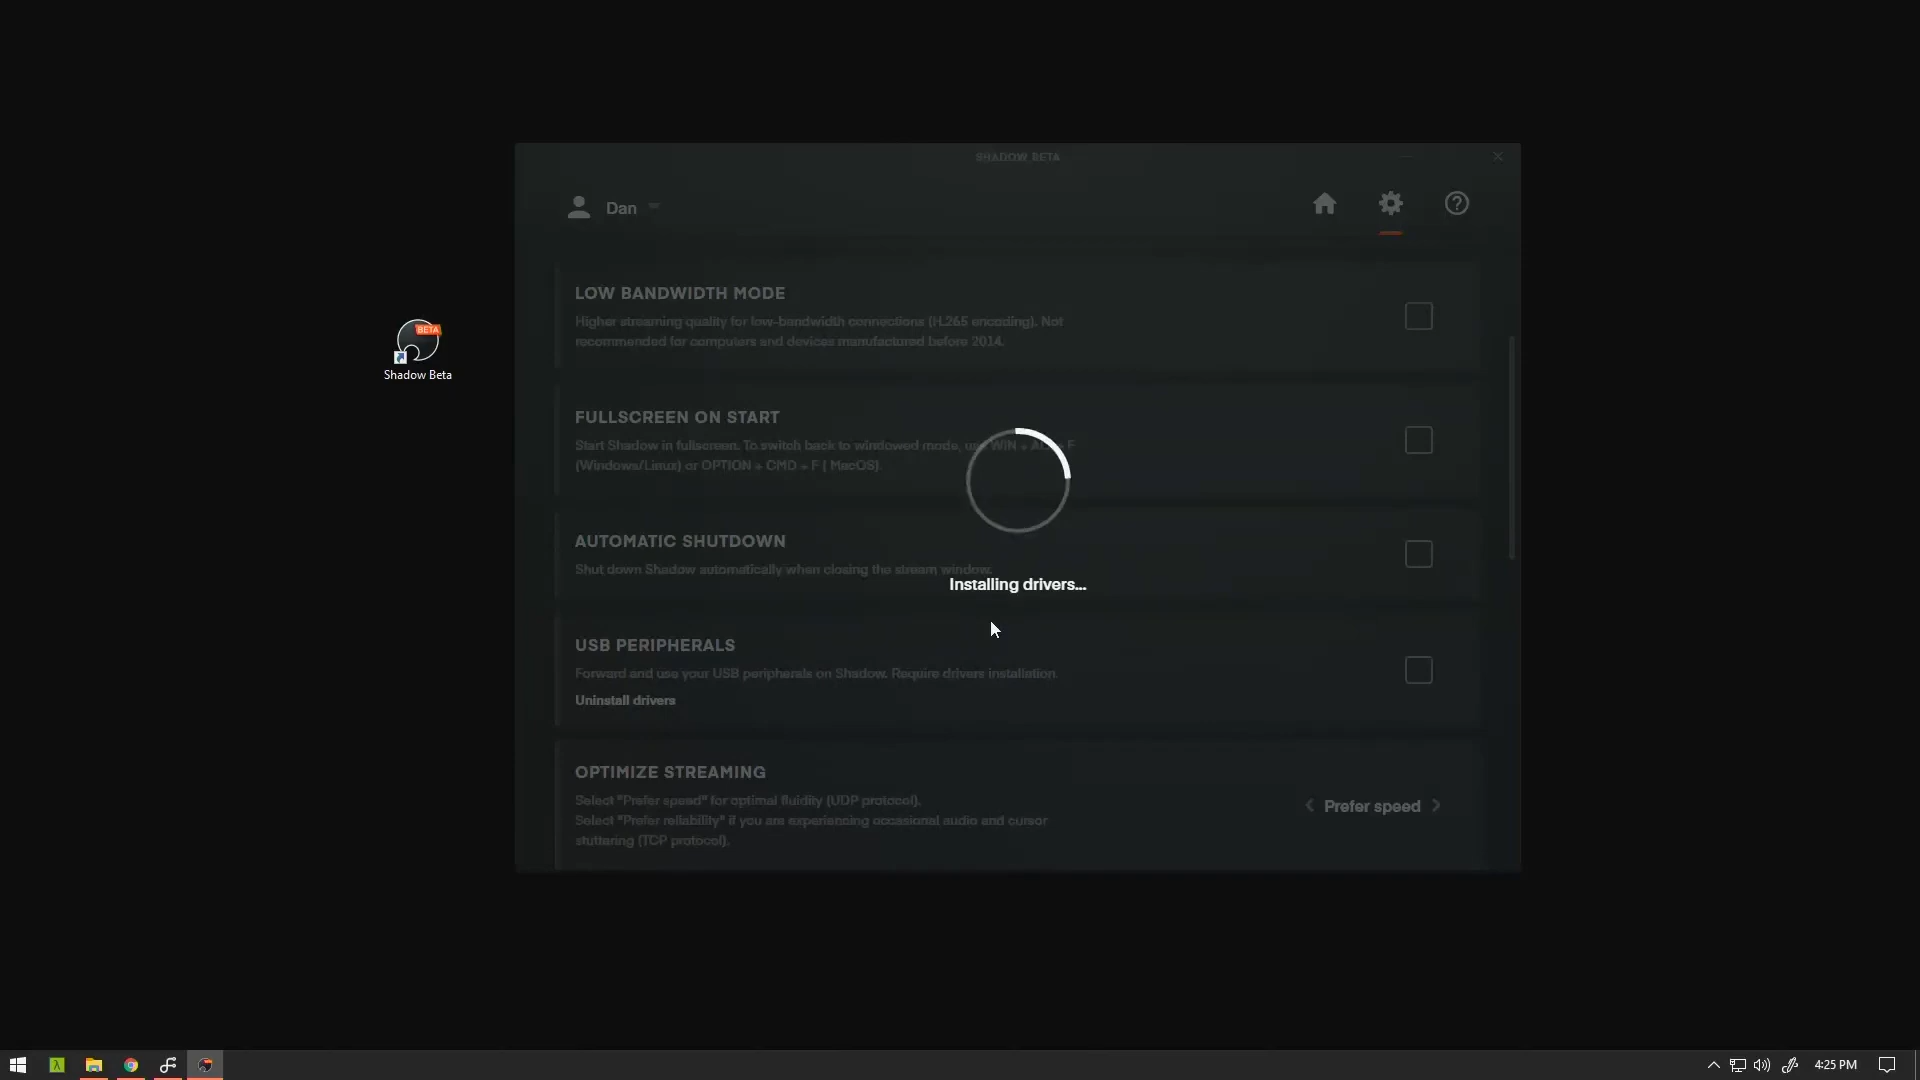 SHADOW BETA
Dan
LOW BANDWIDTH MODE
Higher streaming quality for low-bandwidth connections (H.265 encoding). Not
recommended for computers and devices manufactured before 2014.
BETA
Shadow Beta
FULLSCREEN ON START
Start Shadow in fullscreen. To switch back to windowed mode, use WIN + ALT + F
(Windows/Linux) or OPTION + CMD + F ( MacOS).
AUTOMATIC SHUTDOWN
Shut down Shadow automatically when closing the stream window.
Installing drivers...
USB PERIPHERALS
Forward and use your USB peripherals on Shadow. Require drivers installation.
Uninstall drivers
OPTIMIZE STREAMING
Select "Prefer speed" for optimal fluidity (UDP protocol).
Select "Prefer reliability" if you are experiencing occasional audio and cursor
stuttering (TCP protocol).
Prefer speed
4:25 PM